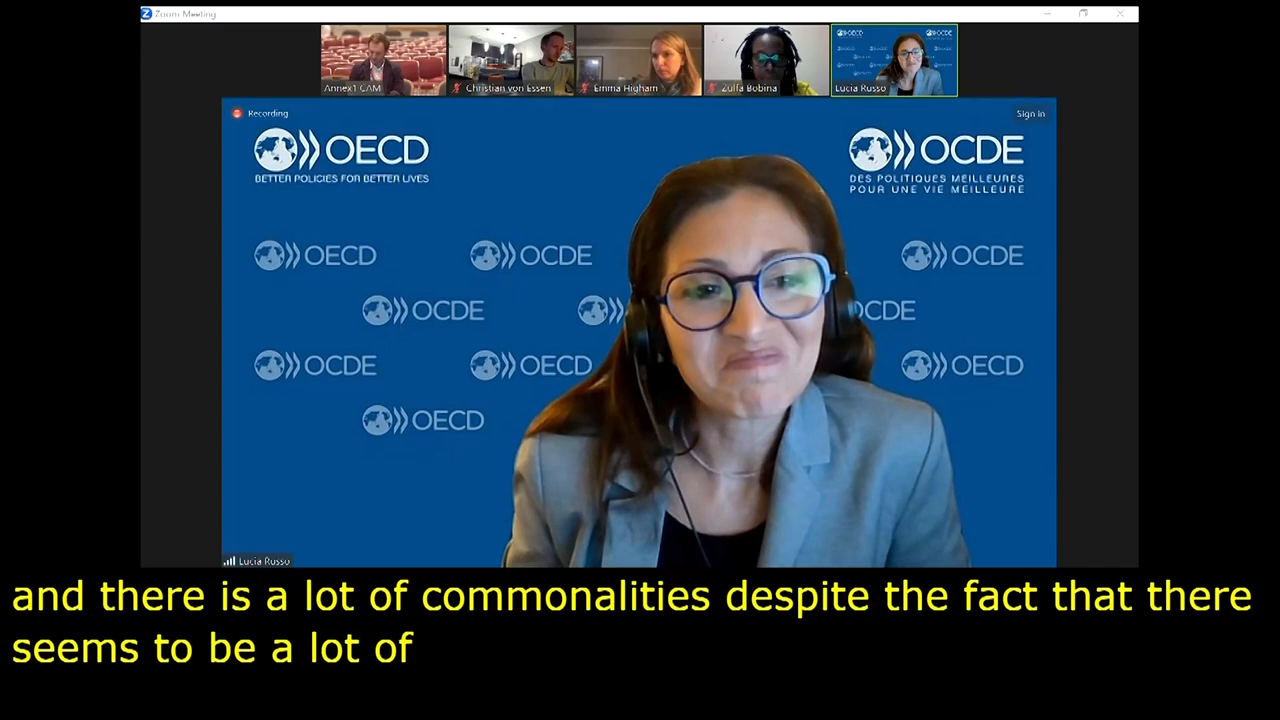 Zoom Meeting
Annex1 CAM
Christian von Essen
Emma Higham
Zulfa Bobina
Lucia Russo
Recording
Sign in
OECD
BETTER POLICIES FOR BETTER LIVES
OCDE
DES POLITIQUES MEILLEURES
POUR UNE VIE MEILLEURE
OECD
OCDE
OCDE
OCDE
OCDE
OCDE
OECD
OECD
OECD
Lucia Russo
and there is a lot of commonalities despite the fact that there
seems to be a lot of